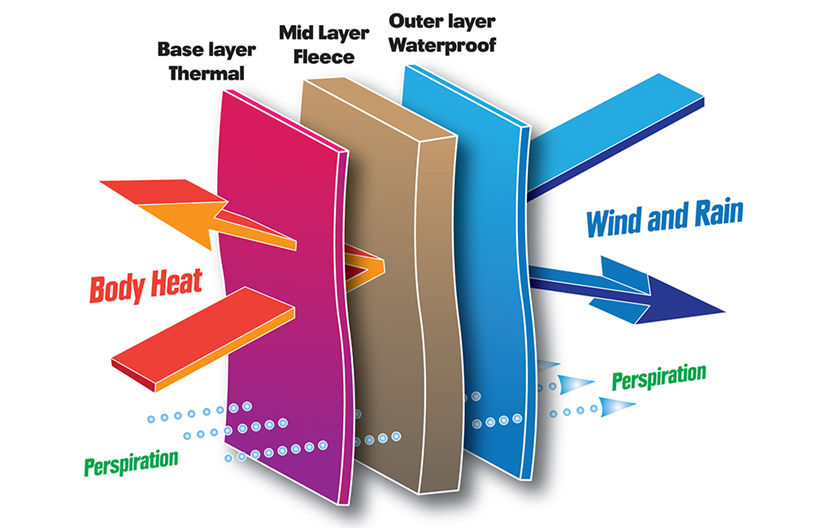 Base layer
Thermal
Mid Layer
Fleece
Outer layer
Waterproof
Wind and Rain
Body Heat
Perspiration
Perspiration